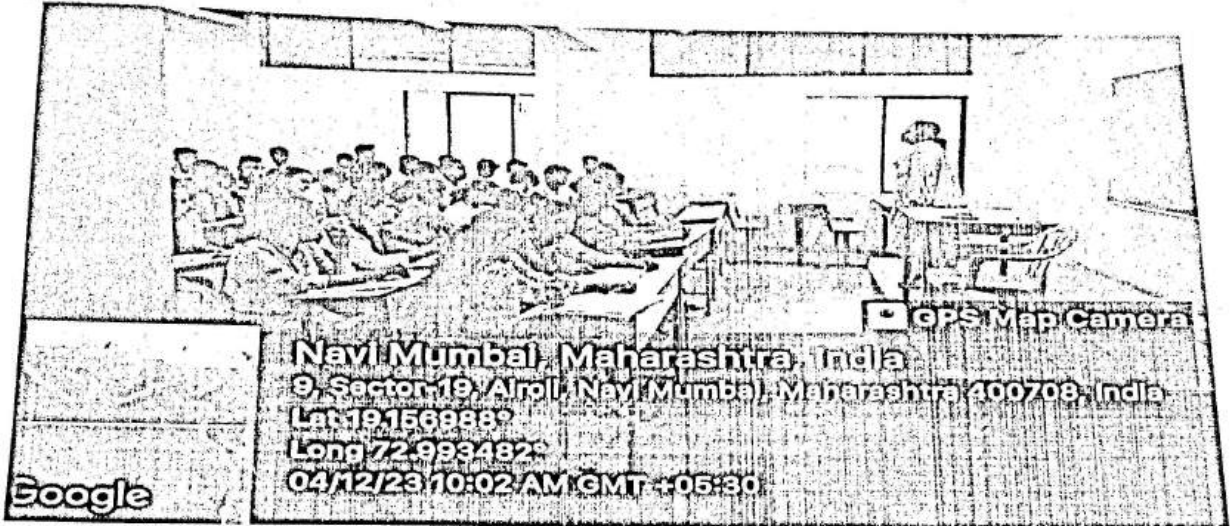 GPS Map Camera
Navi Mumbai, Maharashtra, India
9, Sector-19, Airoli, Navi Mumbai, Maharashtra 400708, India
Lat 19.156988°
Long 72.993482°
04/12/23 10:02 AM GMT +05:30
Google